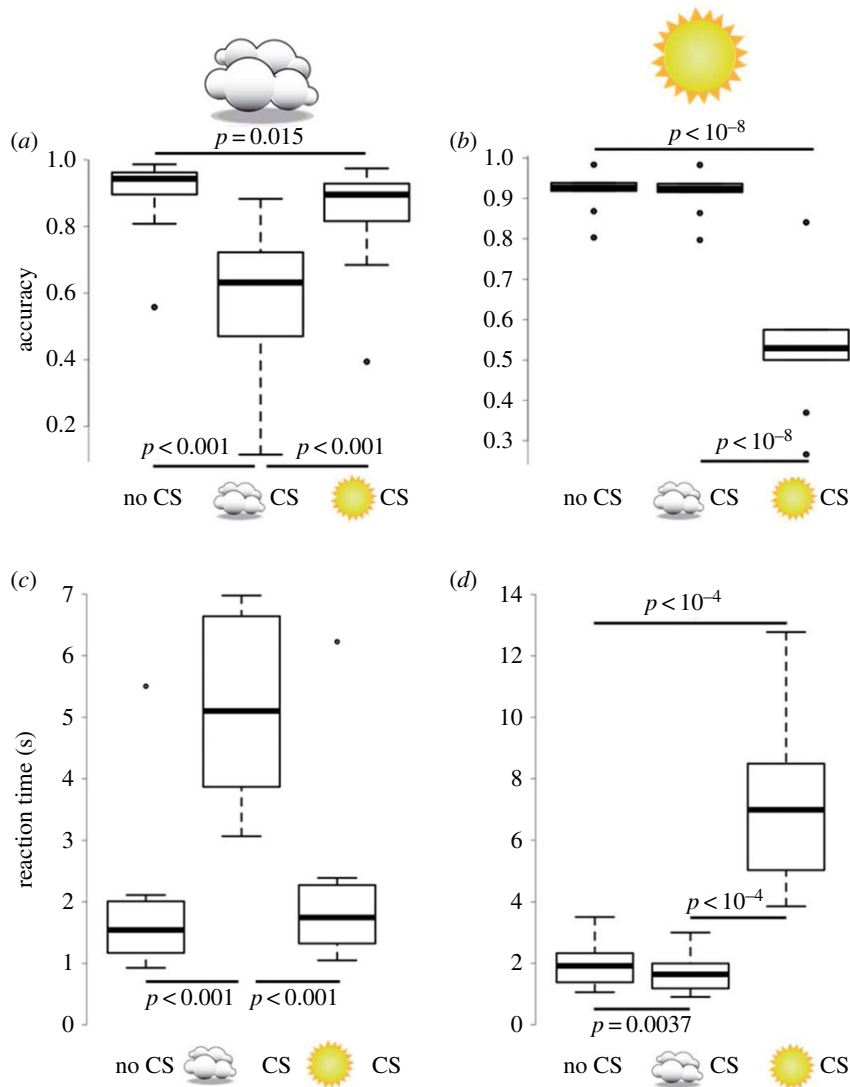 (a)
p = 0.015
accuracy
1.0
0.8
0.6
0.4
0.2
p < 0.001
p < 0.001
no CS
CS
CS
(b)
p < 10⁻⁸
1.0
0.9
0.8
0.7
0.6
0.5
0.4
0.3
p < 10⁻⁸
no CS
CS
CS
(c)
reaction time (s)
7
6
5
4
3
2
1
0
p < 0.001
p < 0.001
no CS
CS
CS
(d)
14
12
10
8
6
4
2
0
p < 10⁻⁴
p < 10⁻⁴
p = 0.0037
no CS
CS
CS